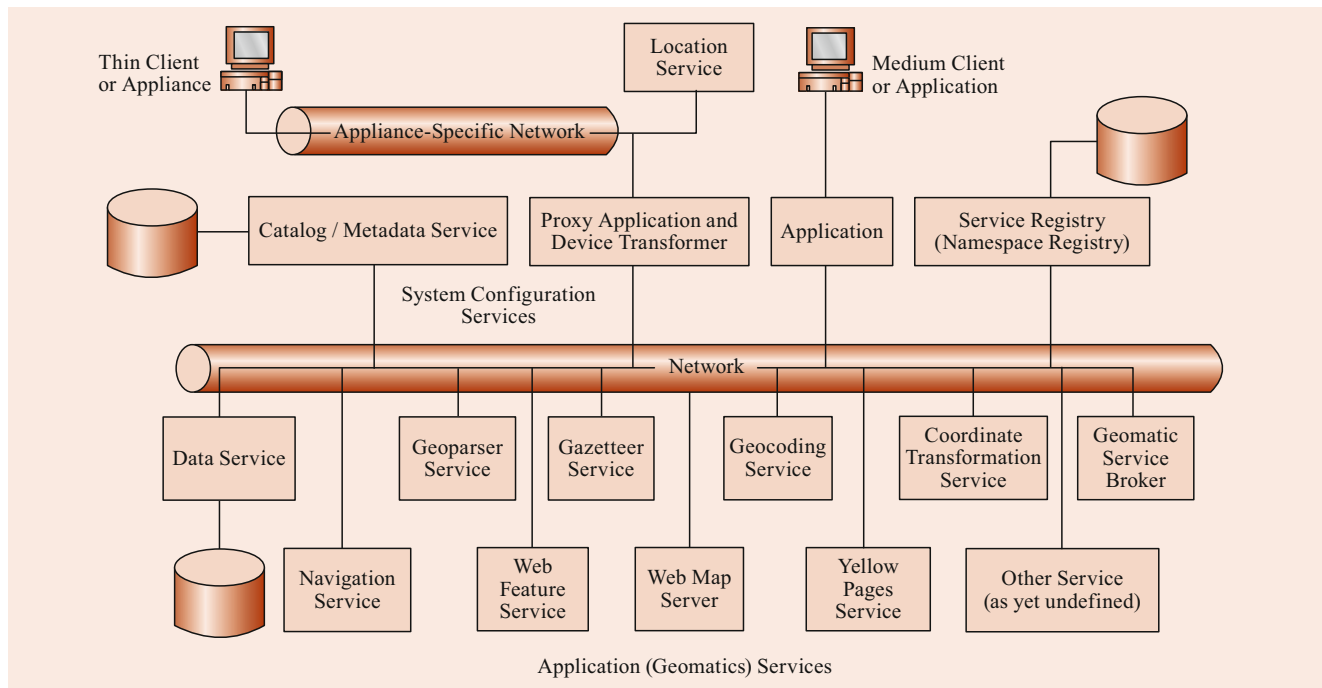 Thin Client
or Appliance
Location
Service
Medium Client
or Application
Appliance-Specific Network
Catalog / Metadata Service
Proxy Application and
Device Transformer
Application
Service Registry
(Namespace Registry)
System Configuration
Services
Network
Data Service
Geoparser
Service
Gazetteer
Service
Geocoding
Service
Coordinate
Transformation
Service
Geomatic
Service
Broker
Navigation
Service
Web
Feature
Service
Web Map
Server
Yellow
Pages
Service
Other Service
(as yet undefined)
Application (Geomatics) Services